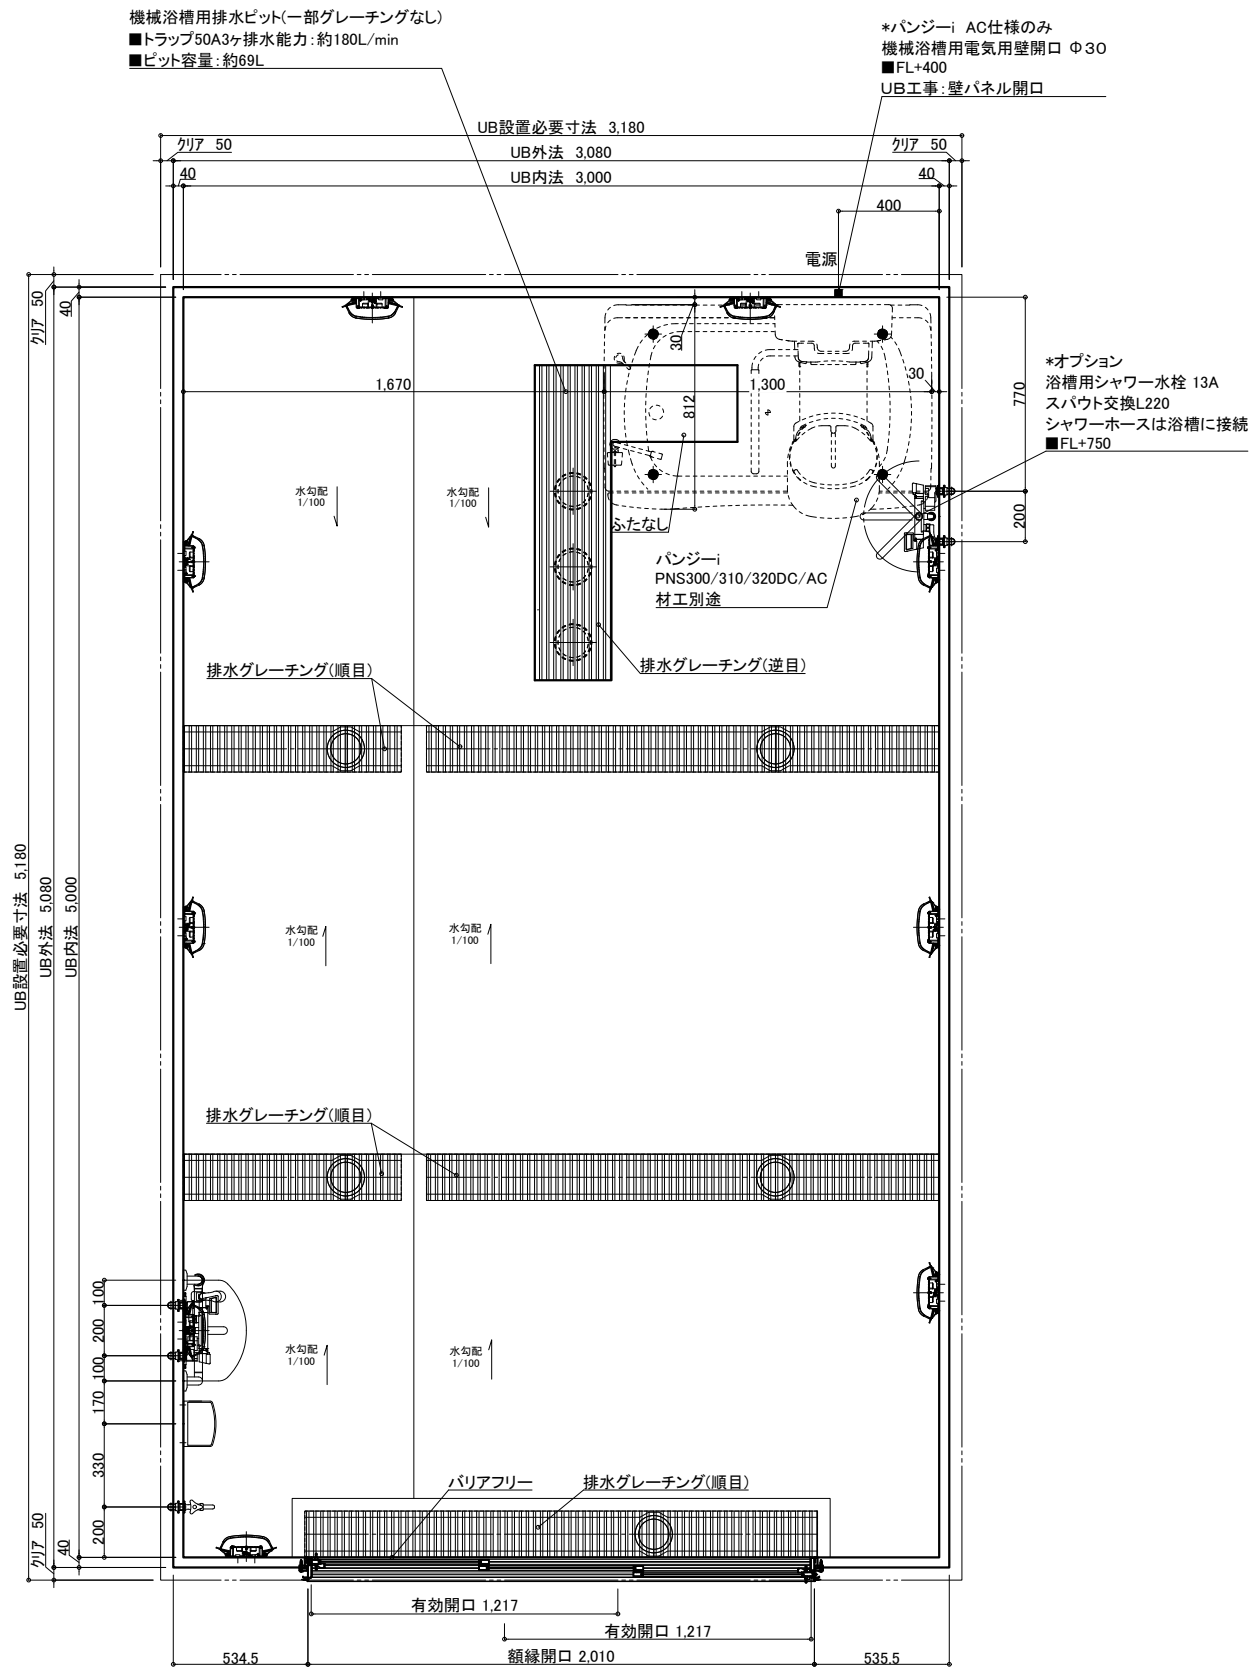 機械浴槽用排水ピット(一部グレーチングなし)
■トラップ50A3ヶ排水能力:約180L/min
■ピット容量:約69L
*パンジーi AC仕様のみ
機械浴槽用電気用壁開口 Φ30
■FL+400
UB工事:壁パネル開口
UB設置必要寸法 3,180
クリア 50
UB外法 3,080
クリア 50
40
UB内法 3,000
40
400
電源
クリア 50
40
30
1,670
812
1,300
30
770
*オプション
浴槽用シャワー水栓 13A
スパウト交換L220
シャワーホースは浴槽に接続
■FL+750
水勾配
1/100
水勾配
1/100
200
ふたなし
パンジーi
PNS300/310/320DC/AC
材工別途
排水グレーチング(順目)
排水グレーチング(逆目)
UB設置必要寸法 5,180
UB外法 5,080
UB内法 5,000
水勾配
1/100
水勾配
1/100
排水グレーチング(順目)
100
200
100
170
330
200
水勾配
1/100
水勾配
1/100
バリアフリー
排水グレーチング(順目)
クリア 50
40
有効開口 1,217
有効開口 1,217
534.5
額縁開口 2,010
535.5